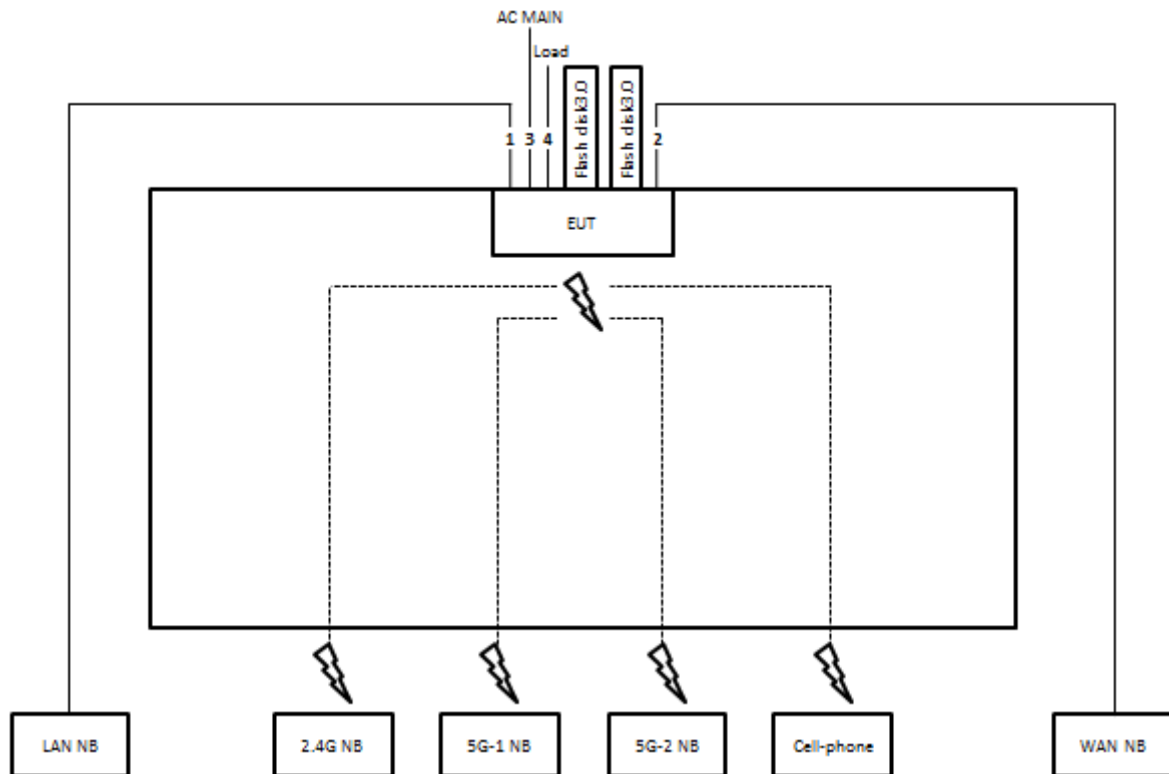 AC MAIN
Load
1
3
4
Flash disk3.0
Flash disk3.0
2
EUT
LAN NB
2.4G NB
5G-1 NB
5G-2 NB
Cell-phone
WAN NB